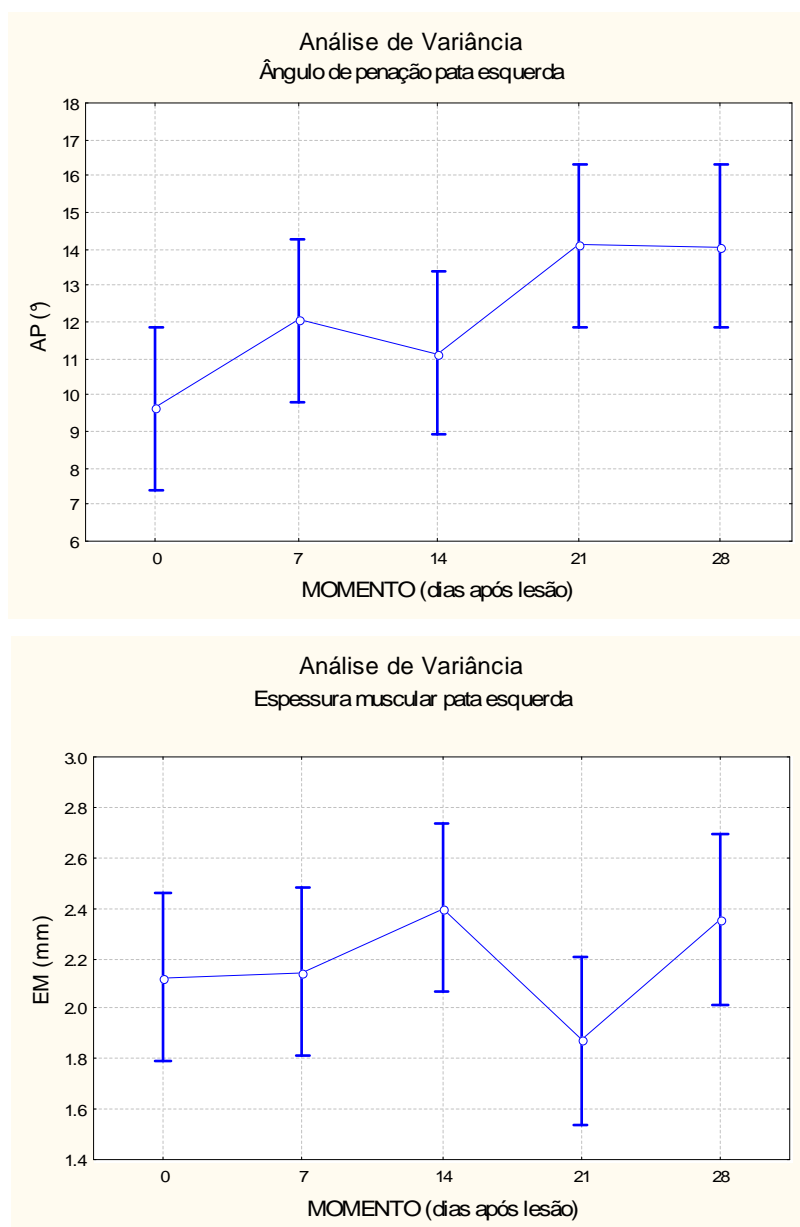 Análise de Variância
Ângulo de penação pata esquerda
18
17
16
15
14
13
12
11
10
9
8
7
6
AP (º)
0 7 14 21 28
MOMENTO (dias após lesão)
Análise de Variância
Espessura muscular pata esquerda
3.0
2.8
2.6
2.4
2.2
2.0
1.8
1.6
1.4
EM (mm)
0 7 14 21 28
MOMENTO (dias após lesão)